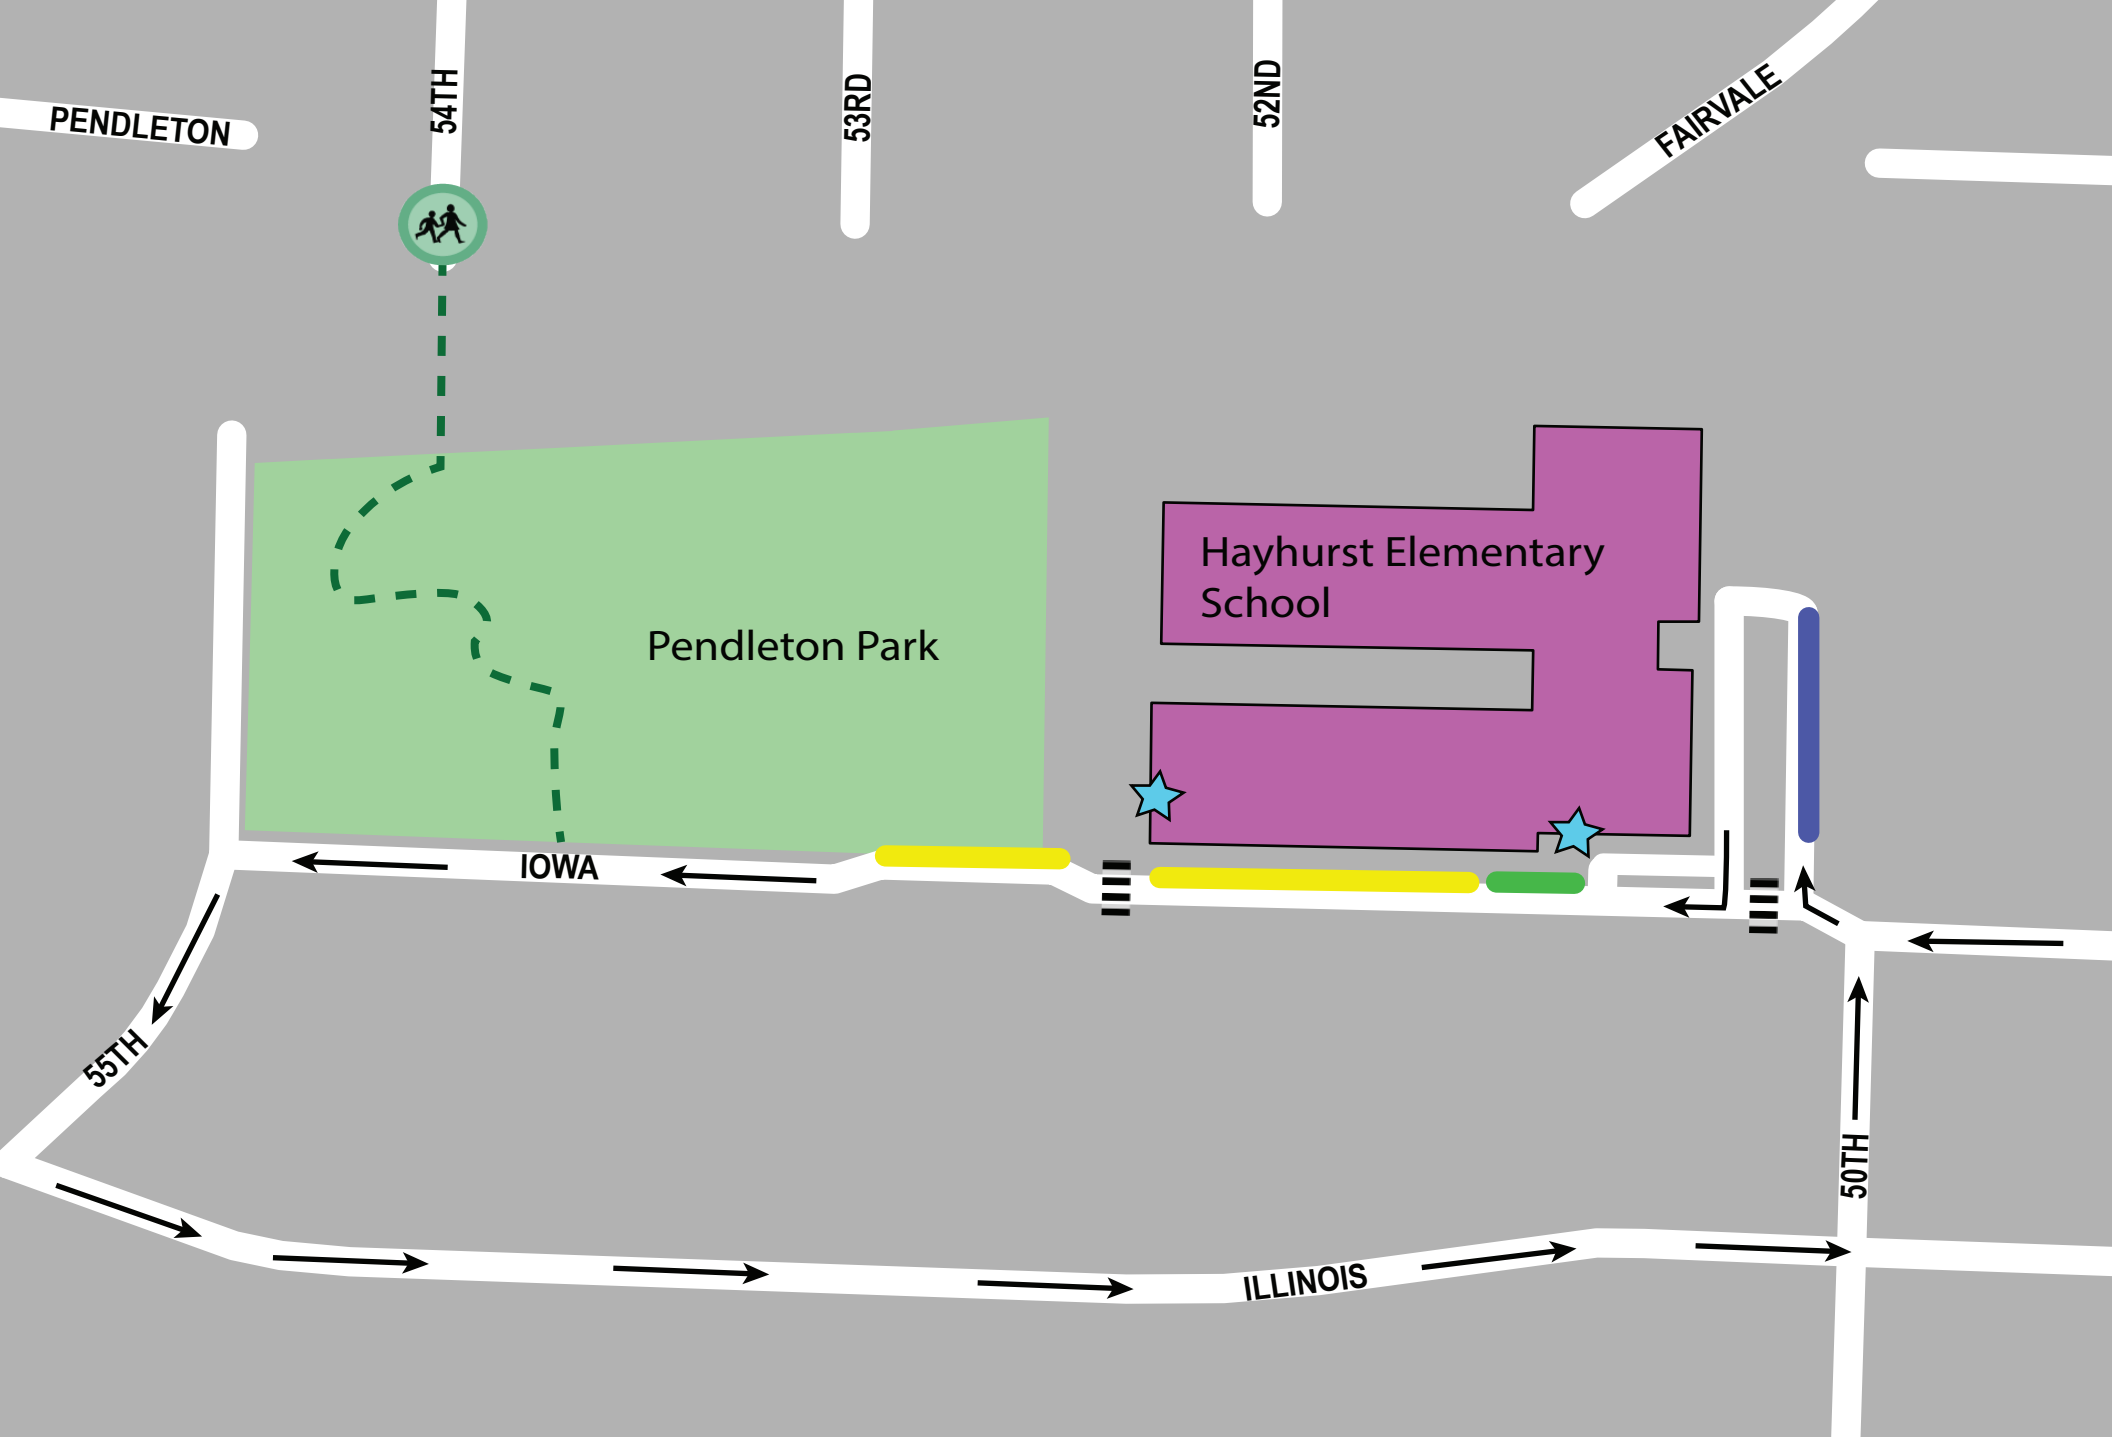 PENDLETON
54TH
53RD
52ND
FAIRVALE
Hayhurst Elementary
School
Pendleton Park
IOWA
55TH
50TH
ILLINOIS